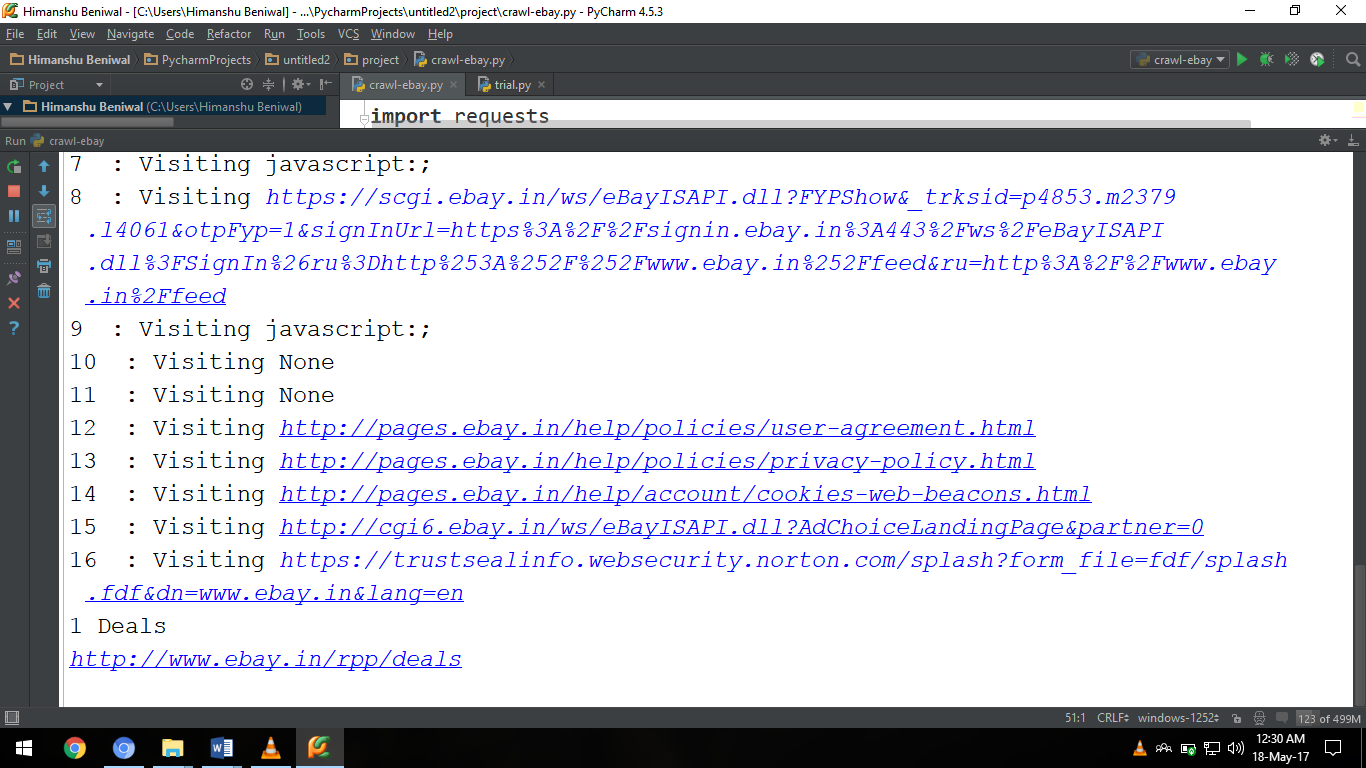 Himanshu Beniwal - [C:\Users\Himanshu Beniwal] - ...\PycharmProjects\untitled2\project\crawl-ebay.py - PyCharm 4.5.3
File Edit View Navigate Code Refactor Run Tools VCS Window Help
Himanshu Beniwal PycharmProjects untitled2 project crawl-ebay.py crawl-ebay
Project crawl-ebay.py trial.py
Himanshu Beniwal (C:\Users\Himanshu Beniwal)
import requests
Run crawl-ebay
7  : Visiting javascript:;
8  : Visiting https://scgi.ebay.in/ws/eBayISAPI.dll?FYPShow&_trksid=p4853.m2379
.l4061&otpFyp=1&signInUrl=https%3A%2F%2Fsignin.ebay.in%3A443%2Fws%2FeBayISAPI
.dll%3FSignIn%26ru%3Dhttp%253A%252F%252Fwww.ebay.in%252Ffeed&ru=http%3A%2F%2Fwww.ebay
.in%2Ffeed
9  : Visiting javascript:;
10  : Visiting None
11  : Visiting None
12  : Visiting http://pages.ebay.in/help/policies/user-agreement.html
13  : Visiting http://pages.ebay.in/help/policies/privacy-policy.html
14  : Visiting http://pages.ebay.in/help/account/cookies-web-beacons.html
15  : Visiting http://cgi6.ebay.in/ws/eBayISAPI.dll?AdChoiceLandingPage&partner=0
16  : Visiting https://trustsealinfo.websecurity.norton.com/splash?form_file=fdf/splash
.fdf&dn=www.ebay.in&lang=en
1 Deals
http://www.ebay.in/rpp/deals
51:1 CRLF windows-1252 123 of 499M
12:30 AM
18-May-17